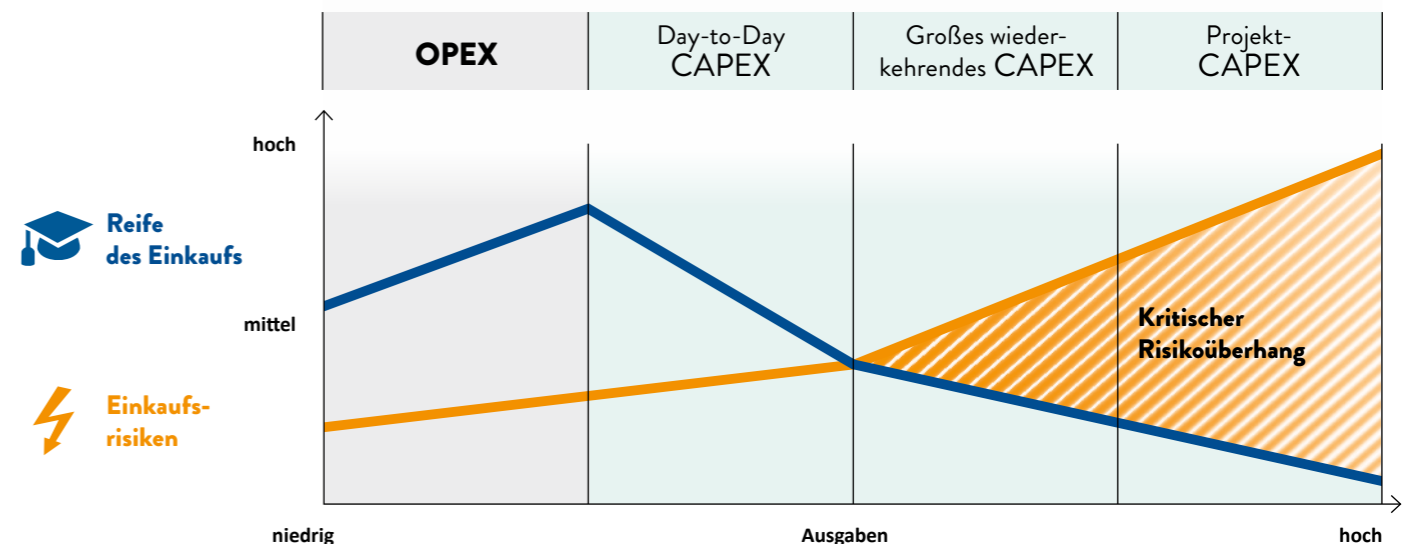 OPEX
Day-to-Day
CAPEX
Großes wieder-
kehrendes CAPEX
Projekt-
CAPEX
hoch
Reife
des Einkaufs
mittel
Kritischer
Risikoüberhang
Einkaufs-
risiken
niedrig
Ausgaben
hoch